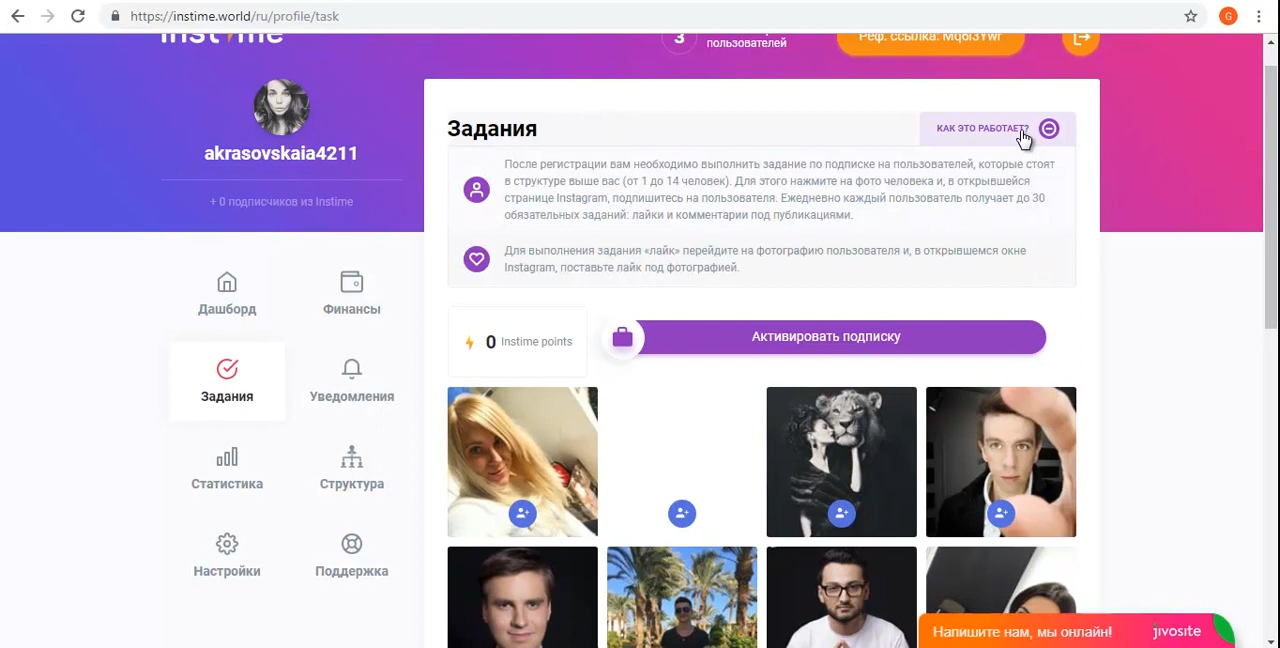 https://instime.world/ru/profile/task
G
inst me
3
пользователей
Реф. ссылка: Mq6i3Ywr
akrasovskaia4211
+ 0 подписчиков из Instime
Дашборд
Финансы
Задания
Уведомления
Статистика
Структура
Настройки
Поддержка
Задания
КАК ЭТО РАБОТАЕТ?
После регистрации вам необходимо выполнить задание по подписке на пользователей, которые стоят
в структуре выше вас (от 1 до 14 человек). Для этого нажмите на фото человека и, в открывшейся
странице Instagram, подпишитесь на пользователя. Ежедневно каждый пользователь получает до 30
обязательных заданий: лайки и комментарии под публикациями.
Для выполнения задания «лайк» перейдите на фотографию пользователя и, в открывшемся окне
Instagram, поставьте лайк под фотографией.
0 Instime points
Активировать подписку
Напишите нам, мы онлайн!
jivosite